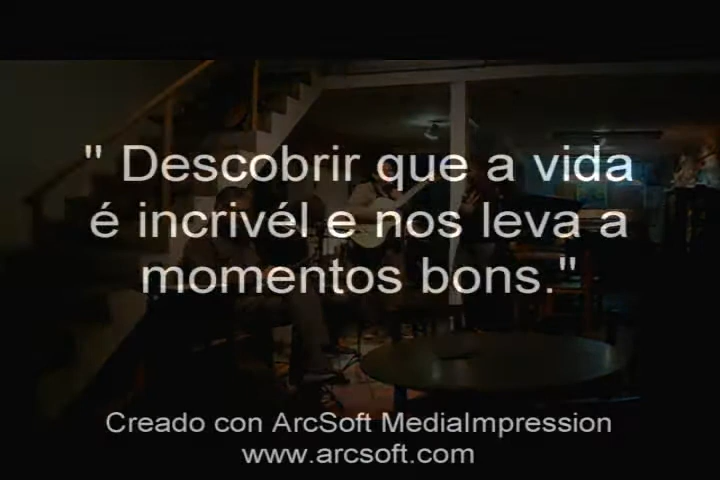 " Descobrir que a vida
é incrivél e nos leva a
momentos bons."
Creado con ArcSoft MediaImpression
www.arcsoft.com